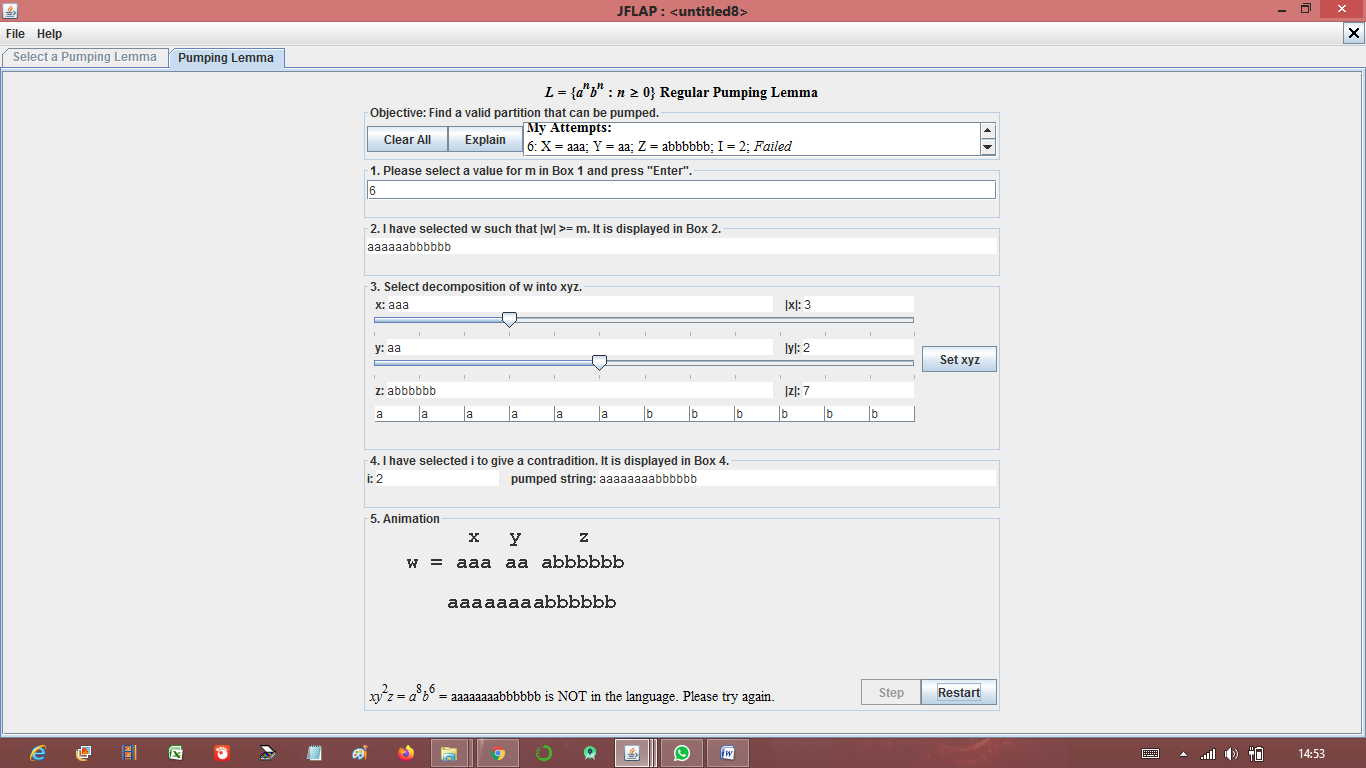 JFLAP : <untitled8>
File Help
Select a Pumping Lemma Pumping Lemma
L = {aⁿbⁿ : n ≥ 0} Regular Pumping Lemma
Objective: Find a valid partition that can be pumped.
Clear All Explain
My Attempts:
6: X = aaa; Y = aa; Z = abbbbbb; I = 2; Failed
1. Please select a value for m in Box 1 and press "Enter".
6
2. I have selected w such that |w| >= m. It is displayed in Box 2.
aaaaaabbbbbb
3. Select decomposition of w into xyz.
x: aaa |x|: 3
y: aa |y|: 2
Set xyz
z: abbbbbb |z|: 7
a a a a a a b b b b b b
4. I have selected i to give a contradition. It is displayed in Box 4.
i: 2 pumped string: aaaaaaaabbbbbb
5. Animation
x y z
w = aaa aa abbbbbb
aaaaaaaabbbbbb
xy²z = a⁸b⁶ = aaaaaaaabbbbbb is NOT in the language. Please try again.
Step Restart
14:53